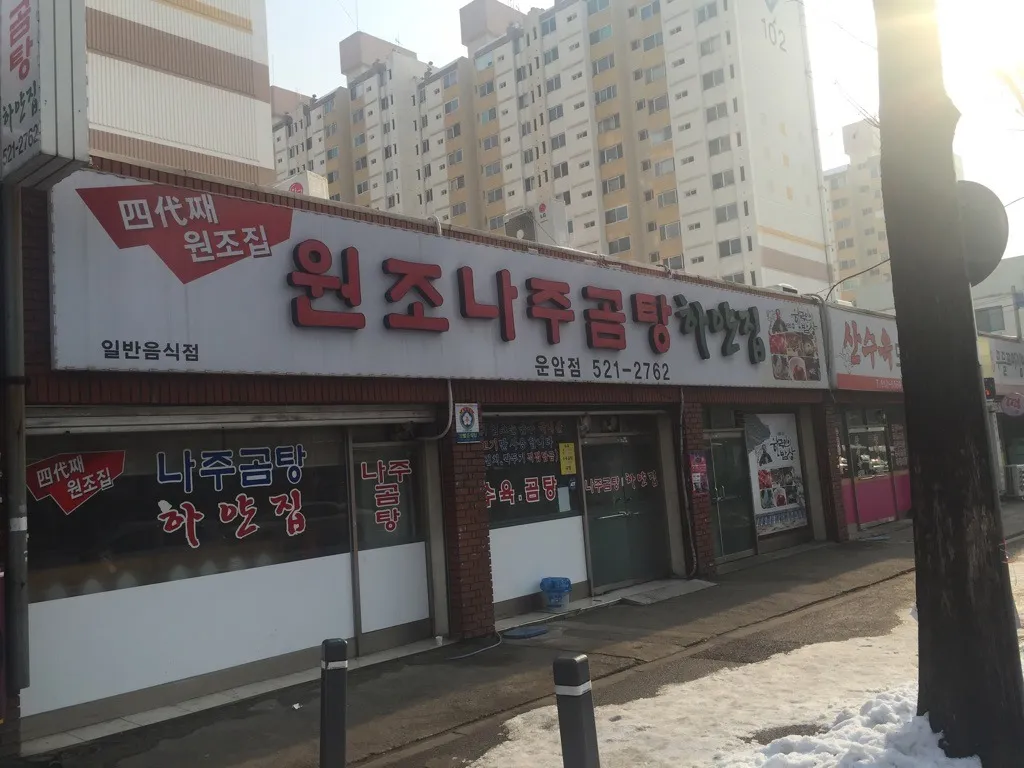 곰탕
하얀집
521-2762
102
四代째
원조집
원조나주곰탕하얀집
일반음식점
운암점 521-2762
산수육
四代째
원조집
나주곰탕
하얀집
나주
곰탕
수육.곰탕
나주곰탕!하얀집